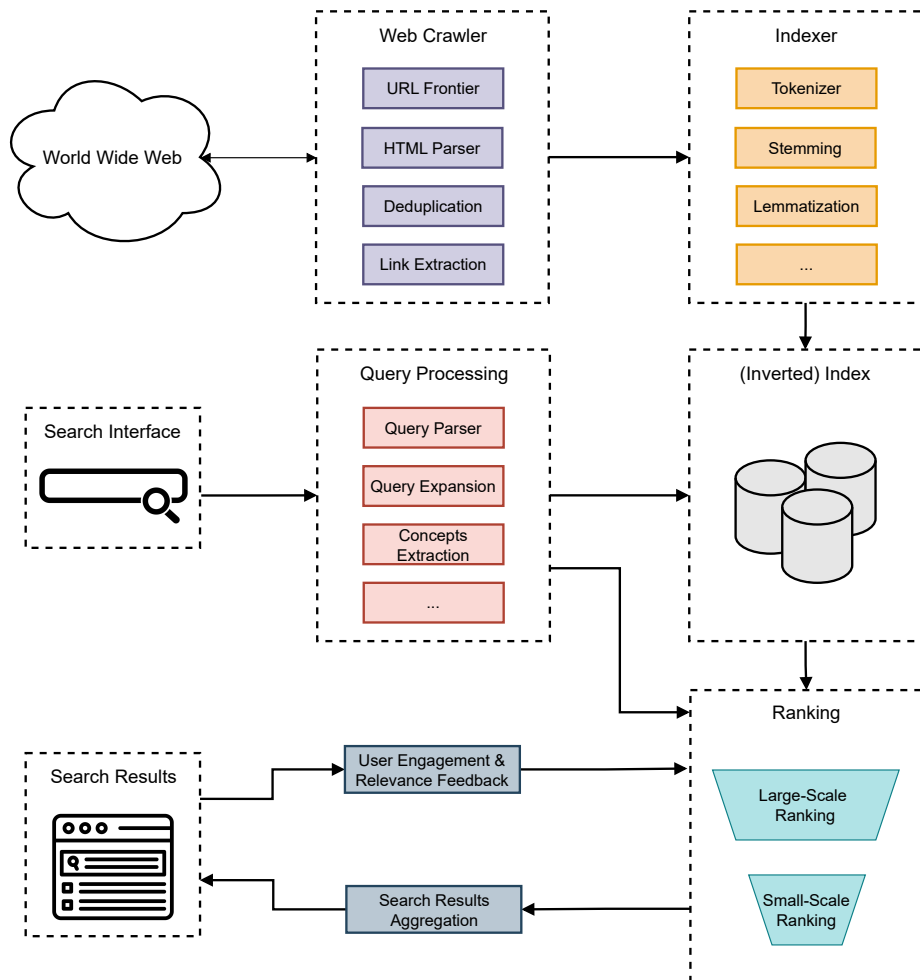 Web Crawler
Indexer
URL Frontier
Tokenizer
World Wide Web
HTML Parser
Stemming
Deduplication
Lemmatization
Link Extraction
...
Query Processing
(Inverted) Index
Search Interface
Query Parser
Query Expansion
Concepts
Extraction
...
Ranking
Search Results
User Engagement &
Relevance Feedback
Large-Scale
Ranking
Search Results
Aggregation
Small-Scale
Ranking